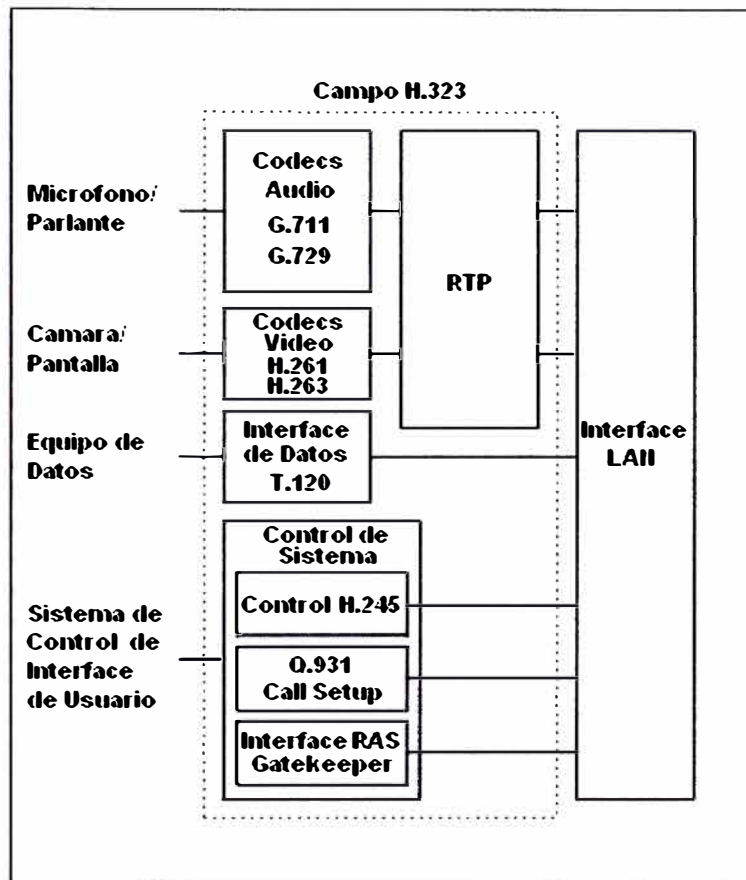 Campo H.323
Codecs
Audio
G.711
G.729
Microfono/
Parlante
RTP
Camara/
Pantalla
Codecs
Video
H.261
H.263
Equipo de
Datos
Interface
de Datos
T.120
Interface
LAN
Control de
Sistema
Control H.245
Sistema de
Control de
Interface
de Usuario
Q.931
Call Setup
Interface RAS
Gatekeeper